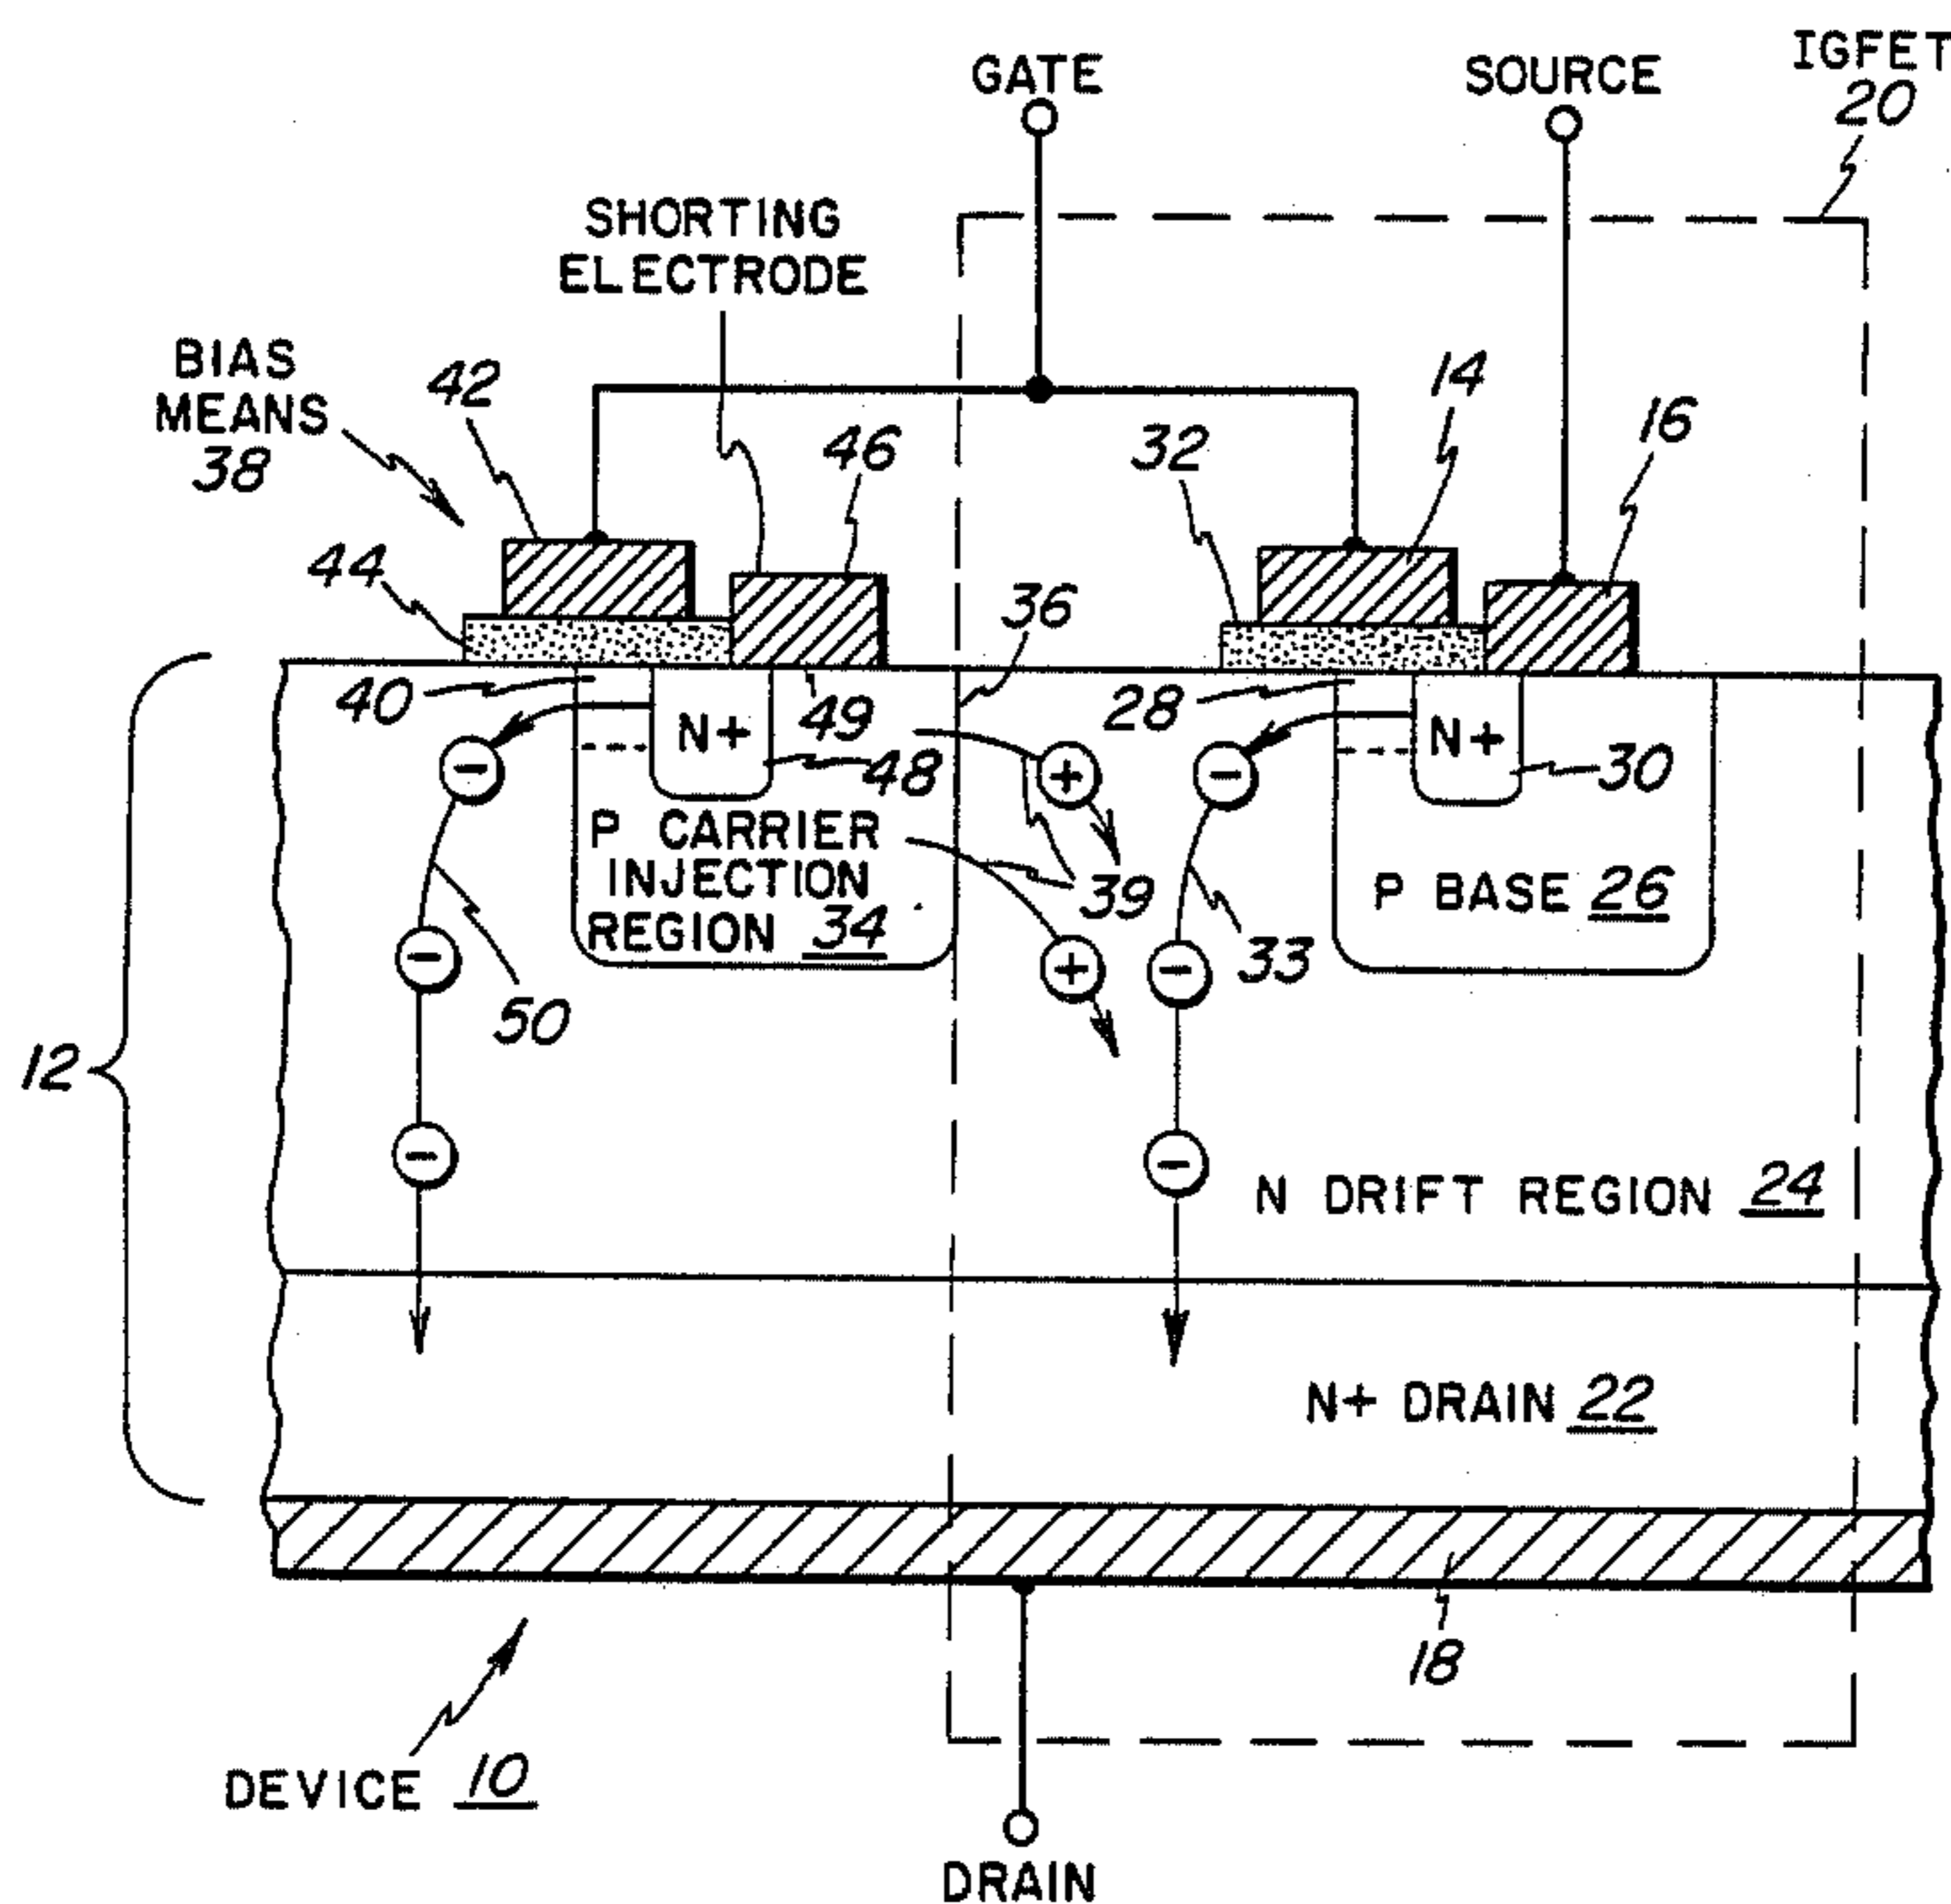 GATE
SOURCE
IGFET
20
SHORTING
ELECTRODE
BIAS
MEANS
38
42
46
32
14
16
44
36
40
N+
49
48
28
N+
30
P CARRIER
INJECTION
REGION 34
+
+
39
-
-
-
50
-
-
-
33
P BASE 26
12
N DRIFT REGION 24
N+ DRAIN 22
18
DEVICE 10
DRAIN